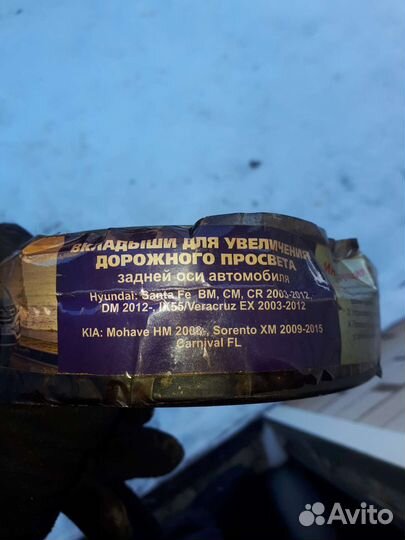 ВКЛАДЫШИ ДЛЯ УВЕЛИЧЕНИЯ
ДОРОЖНОГО ПРОСВЕТА
задней оси автомобиля
Hyundai: Santa Fe BM, CM, CR 2003-2012,
DM 2012-, IX55/Veracruz EX 2003-2012
KIA: Mohave HM 2008-, Sorento XM 2009-2015
Carnival FL
Avito